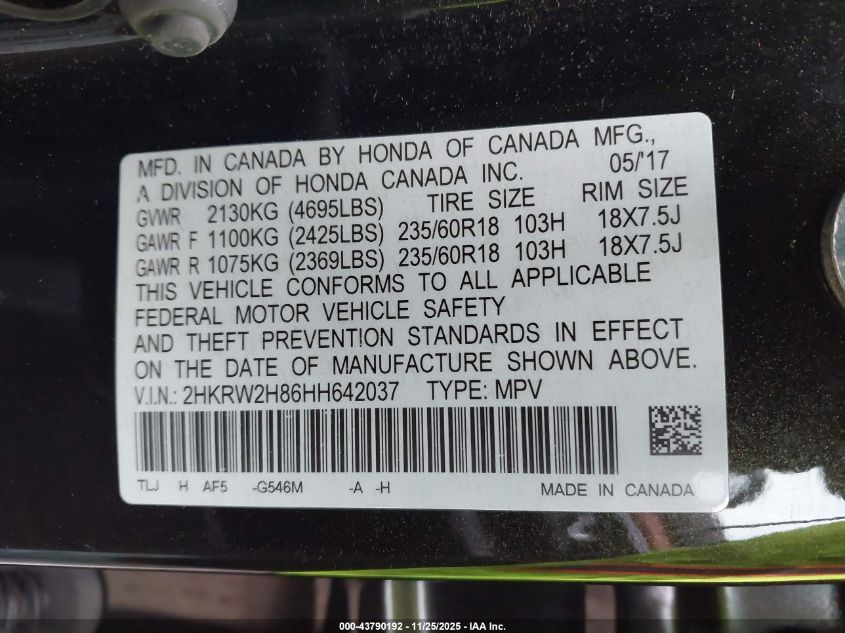 MFD. IN CANADA BY HONDA OF CANADA MFG.,
A DIVISION OF HONDA CANADA INC. 05/'17
GVWR 2130KG (4695LBS) TIRE SIZE RIM SIZE
GAWR F 1100KG (2425LBS) 235/60R18 103H 18X7.5J
GAWR R 1075KG (2369LBS) 235/60R18 103H 18X7.5J
THIS VEHICLE CONFORMS TO ALL APPLICABLE
FEDERAL MOTOR VEHICLE SAFETY
AND THEFT PREVENTION STANDARDS IN EFFECT
ON THE DATE OF MANUFACTURE SHOWN ABOVE.
V.I.N.: 2HKRW2H86HH642037 TYPE: MPV
TLJ H AF5 -G546M -A -H MADE IN CANADA
000-43790192 - 11/25/2025 - IAA Inc.